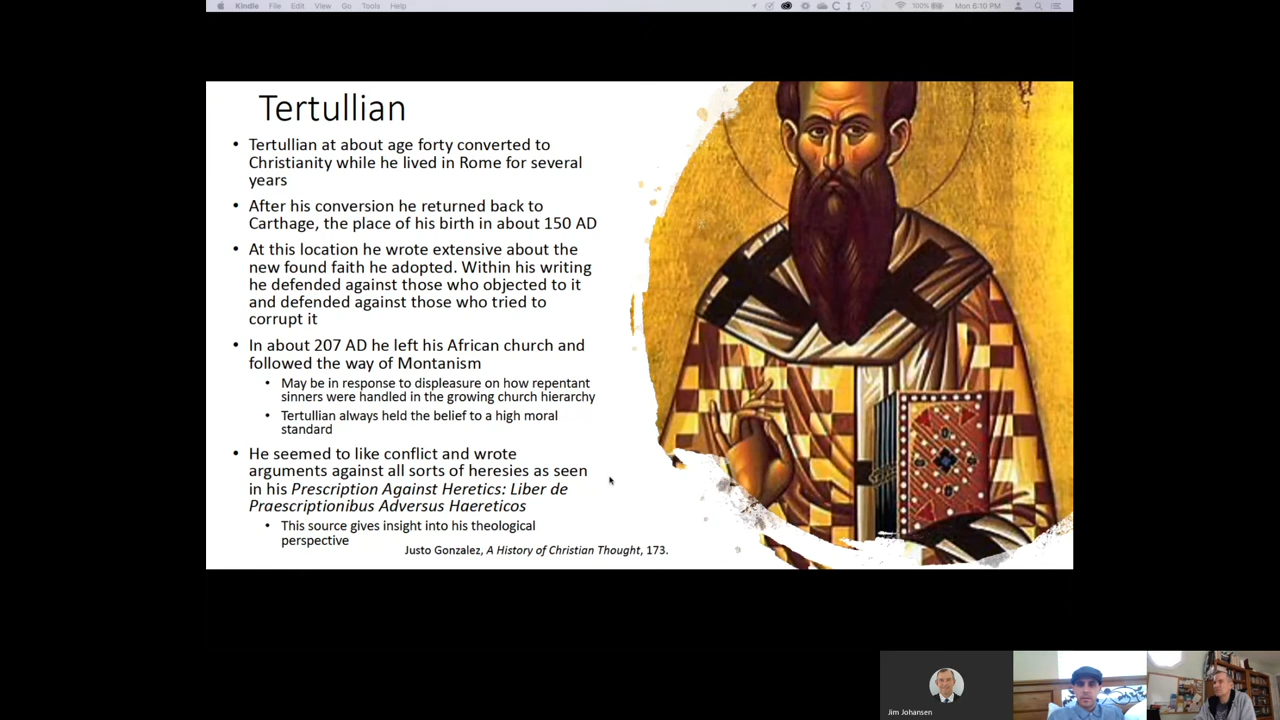 Kindle File Edit View Go Tools Help 100% Mon 6:10 PM
Tertullian
• Tertullian at about age forty converted to
Christianity while he lived in Rome for several
years
• After his conversion he returned back to
Carthage, the place of his birth in about 150 AD
• At this location he wrote extensive about the
new found faith he adopted. Within his writing
he defended against those who objected to it
and defended against those who tried to
corrupt it
• In about 207 AD he left his African church and
followed the way of Montanism
• May be in response to displeasure on how repentant
sinners were handled in the growing church hierarchy
• Tertullian always held the belief to a high moral
standard
• He seemed to like conflict and wrote
arguments against all sorts of heresies as seen
in his Prescription Against Heretics: Liber de
Praescriptionibus Adversus Haereticos
• This source gives insight into his theological
perspective
Justo Gonzalez, A History of Christian Thought, 173.
Jim Johansen